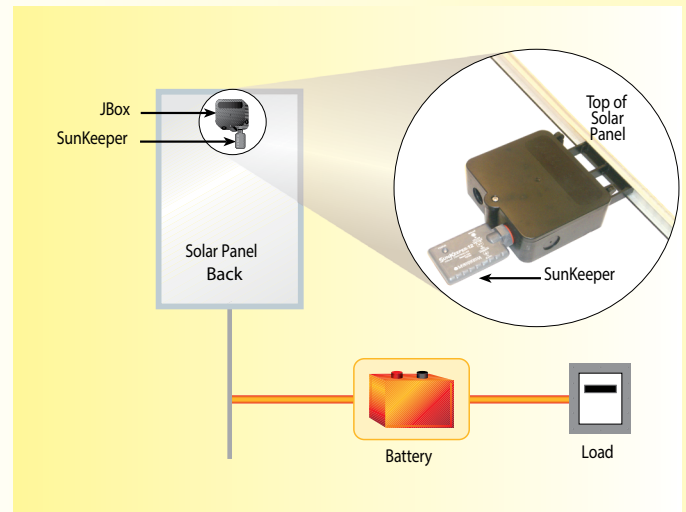 JBox
SunKeeper
Top of
Solar
Panel
Solar Panel
Back
SunKeeper
Battery
Load